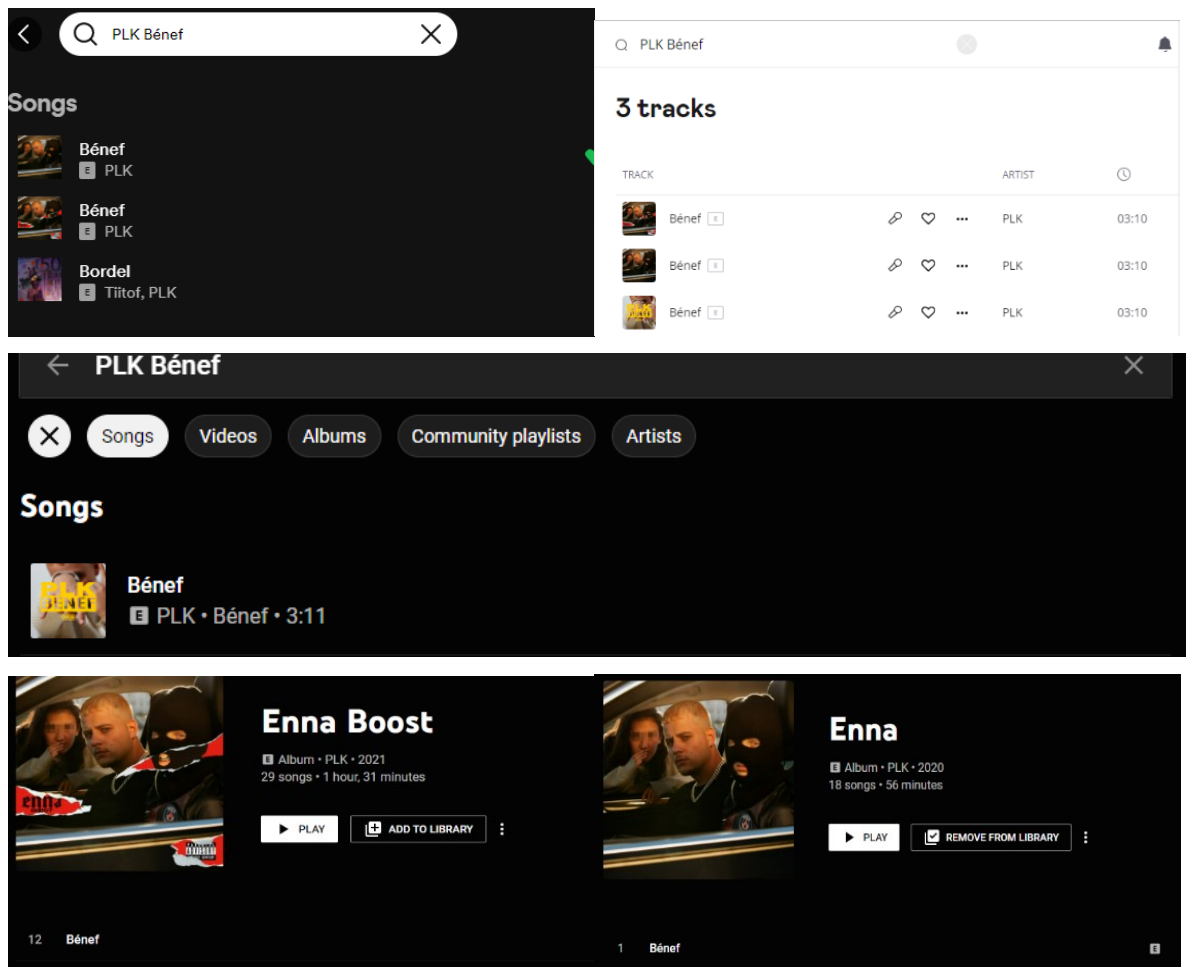 PLK Bénef
Songs
Bénef
E PLK
Bénef
E PLK
Bordel
E Tiitof, PLK
PLK Bénef
3 tracks
TRACK ARTIST
Bénef E PLK 03:10
Bénef E PLK 03:10
Bénef E PLK 03:10
PLK Bénef
Songs Videos Albums Community playlists Artists
Songs
PLK
BÉNEF
Bénef
E PLK • Bénef • 3:11
enna
Enna Boost
E Album • PLK • 2021
29 songs • 1 hour, 31 minutes
PLAY ADD TO LIBRARY
12 Bénef
Enna
E Album • PLK • 2020
18 songs • 56 minutes
PLAY REMOVE FROM LIBRARY
1 Bénef E